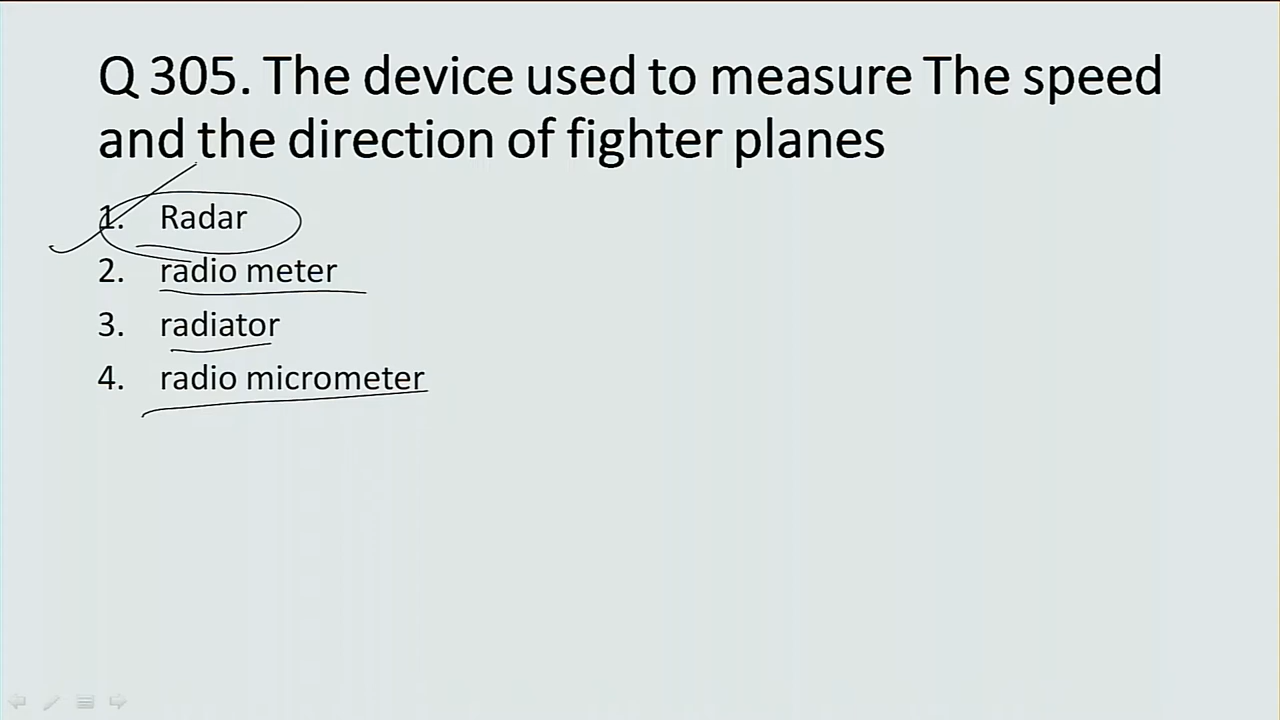 Q 305. The device used to measure The speed
and the direction of fighter planes
1. Radar
2. radio meter
3. radiator
4. radio micrometer